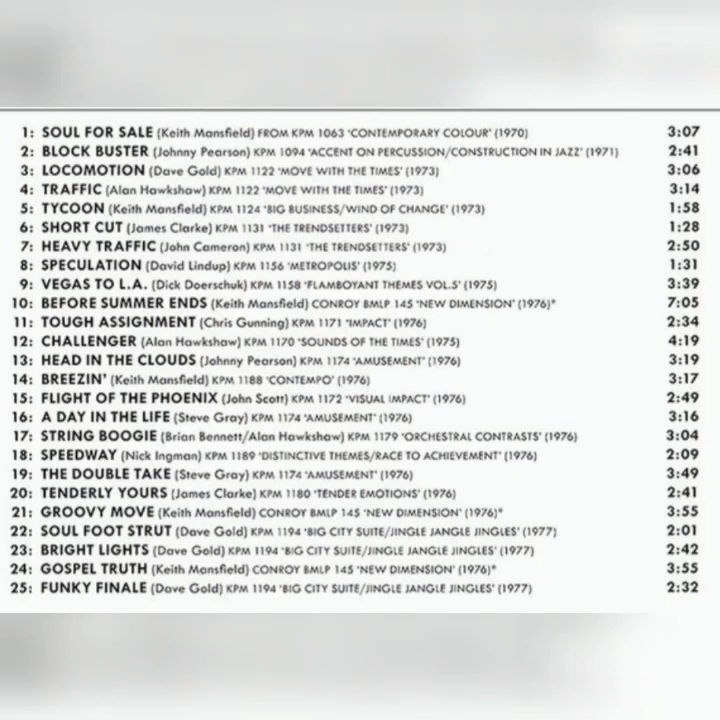 1: SOUL FOR SALE (Keith Mansfield) FROM KPM 1063 'CONTEMPORARY COLOUR' (1970) 3:07
2: BLOCK BUSTER (Johnny Pearson) KPM 1094 'ACCENT ON PERCUSSION/CONSTRUCTION IN JAZZ' (1971) 2:41
3: LOCOMOTION (Dave Gold) KPM 1122 'MOVE WITH THE TIMES' (1973) 3:06
4: TRAFFIC (Alan Hawkshaw) KPM 1122 'MOVE WITH THE TIMES' (1973) 3:14
5: TYCOON (Keith Mansfield) KPM 1124 'BIG BUSINESS/WIND OF CHANGE' (1973) 1:58
6: SHORT CUT (James Clarke) KPM 1131 'THE TRENDSETTERS' (1973) 1:28
7: HEAVY TRAFFIC (John Cameron) KPM 1131 'THE TRENDSETTERS' (1973) 2:50
8: SPECULATION (David Lindup) KPM 1156 'METROPOLIS' (1975) 1:31
9: VEGAS TO L.A. (Dick Doerschuk) KPM 1158 'FLAMBOYANT THEMES VOL.5' (1975) 3:39
10: BEFORE SUMMER ENDS (Keith Mansfield) CONROY BMLP 145 'NEW DIMENSION' (1976)* 7:05
11: TOUGH ASSIGNMENT (Chris Gunning) KPM 1171 'IMPACT' (1976) 2:34
12: CHALLENGER (Alan Hawkshaw) KPM 1170 'SOUNDS OF THE TIMES' (1975) 4:19
13: HEAD IN THE CLOUDS (Johnny Pearson) KPM 1174 'AMUSEMENT' (1976) 3:19
14: BREEZIN' (Keith Mansfield) KPM 1188 'CONTEMPO' (1976) 3:17
15: FLIGHT OF THE PHOENIX (John Scott) KPM 1172 'VISUAL IMPACT' (1976) 2:49
16: A DAY IN THE LIFE (Steve Gray) KPM 1174 'AMUSEMENT' (1976) 3:16
17: STRING BOOGIE (Brian Bennett/Alan Hawkshaw) KPM 1179 'ORCHESTRAL CONTRASTS' (1976) 3:04
18: SPEEDWAY (Nick Ingman) KPM 1189 'DISTINCTIVE THEMES/RACE TO ACHIEVEMENT' (1976) 2:09
19: THE DOUBLE TAKE (Steve Gray) KPM 1174 'AMUSEMENT' (1976) 3:49
20: TENDERLY YOURS (James Clarke) KPM 1180 'TENDER EMOTIONS' (1976) 2:41
21: GROOVY MOVE (Keith Mansfield) CONROY BMLP 145 'NEW DIMENSION' (1976)* 3:55
22: SOUL FOOT STRUT (Dave Gold) KPM 1194 'BIG CITY SUITE/JINGLE JANGLE JINGLES' (1977) 2:01
23: BRIGHT LIGHTS (Dave Gold) KPM 1194 'BIG CITY SUITE/JINGLE JANGLE JINGLES' (1977) 2:42
24: GOSPEL TRUTH (Keith Mansfield) CONROY BMLP 145 'NEW DIMENSION' (1976)* 3:55
25: FUNKY FINALE (Dave Gold) KPM 1194 'BIG CITY SUITE/JINGLE JANGLE JINGLES' (1977) 2:32